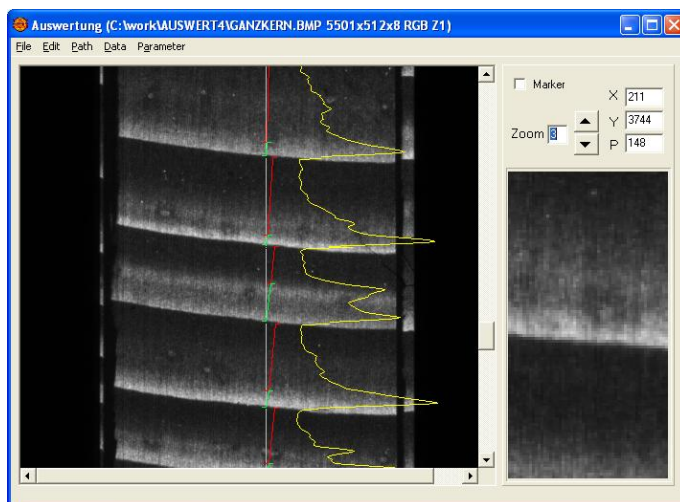 Auswertung (C:\work\AUSWERT4\GANZKERN.BMP 5501x512x8 RGB Z1)
File Edit Path Data Parameter
Marker
X 211
Zoom 3 Y 3744
P 148